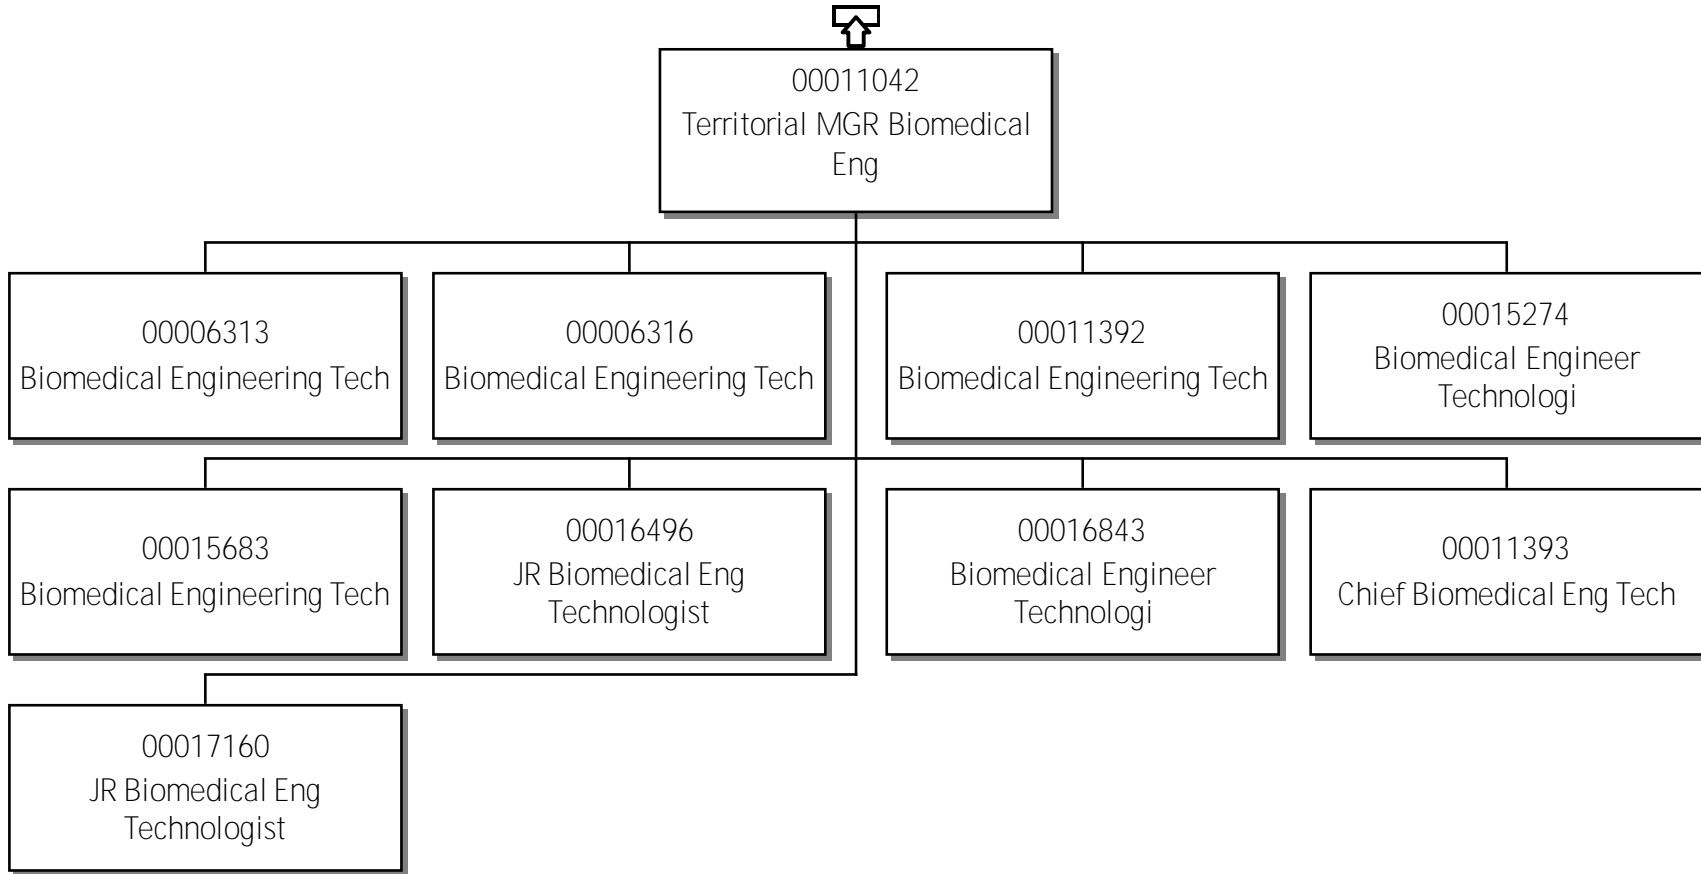 00011042
Territorial MGR Biomedical
Eng
00006313
Biomedical Engineering Tech
00006316
Biomedical Engineering Tech
00011392
Biomedical Engineering Tech
00015274
Biomedical Engineer
Technologi
00015683
Biomedical Engineering Tech
00016496
JR Biomedical Eng
Technologist
00016843
Biomedical Engineer
Technologi
00011393
Chief Biomedical Eng Tech
00017160
JR Biomedical Eng
Technologist